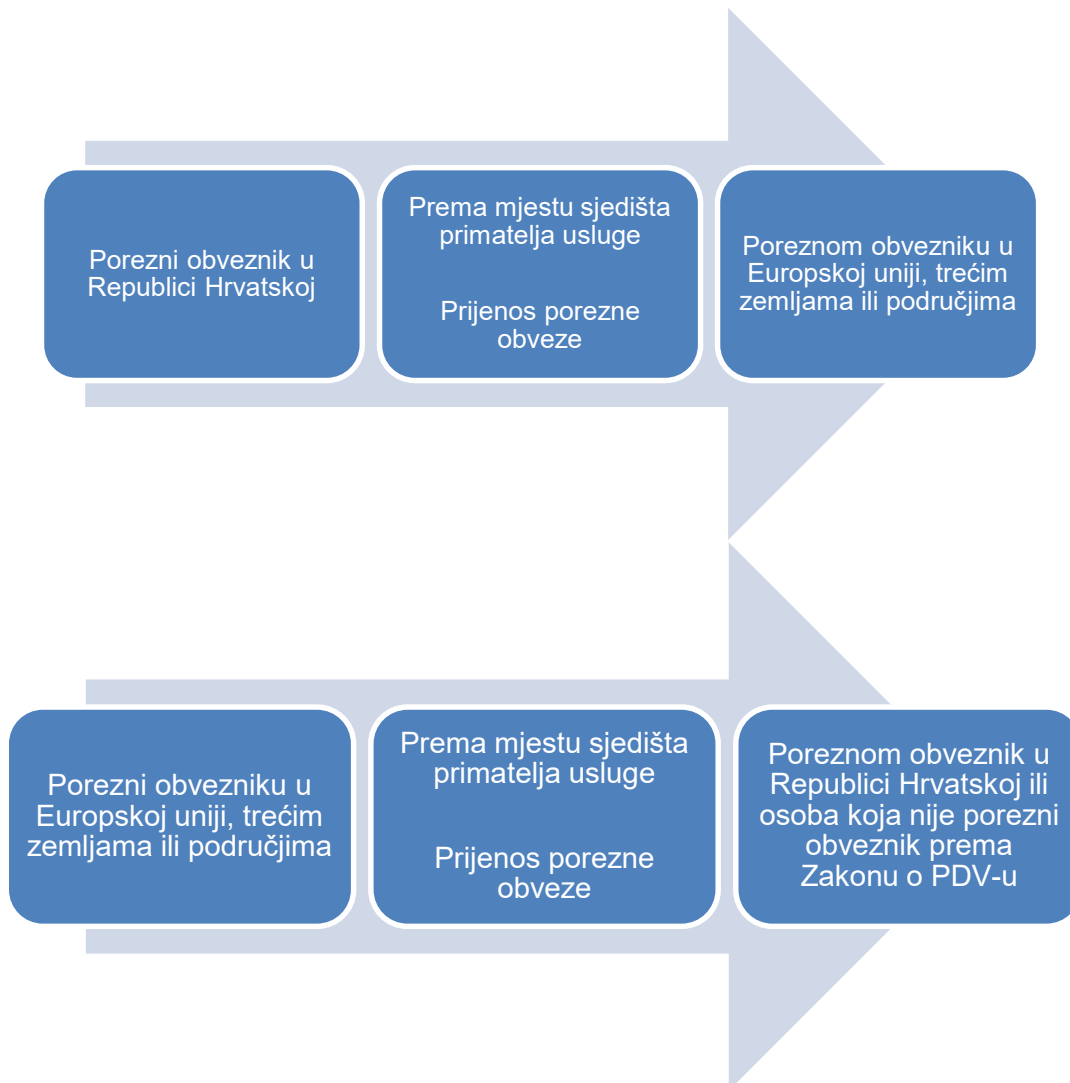 Porezni obveznik u
Republici Hrvatskoj
Prema mjestu sjedišta
primatelja usluge
Prijenos porezne
obveze
Poreznom obvezniku u
Europskoj uniji, trećim
zemljama ili područjima
Porezni obvezniku u
Europskoj uniji, trećim
zemljama ili područjima
Prema mjestu sjedišta
primatelja usluge
Prijenos porezne
obveze
Poreznom obveznik u
Republici Hrvatskoj ili
osoba koja nije porezni
obveznik prema
Zakonu o PDV-u